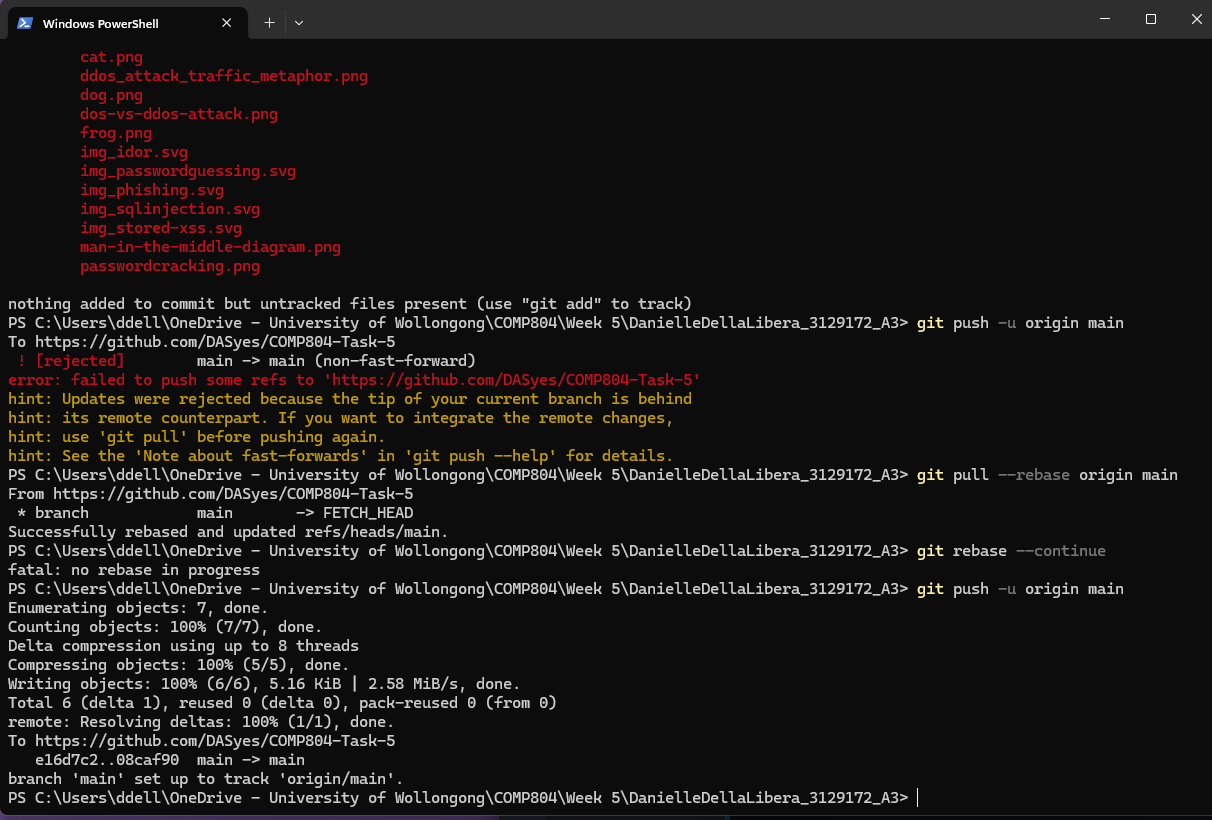 Windows PowerShell
cat.png
ddos_attack_traffic_metaphor.png
dog.png
dos-vs-ddos-attack.png
frog.png
img_idor.svg
img_passwordguessing.svg
img_phishing.svg
img_sqlinjection.svg
img_stored-xss.svg
man-in-the-middle-diagram.png
passwordcracking.png
nothing added to commit but untracked files present (use "git add" to track)
PS C:\Users\ddell\OneDrive - University of Wollongong\COMP804\Week 5\DanielleDellaLibera_3129172_A3> git push -u origin main
To https://github.com/DASyes/COMP804-Task-5
 ! [rejected]        main -> main (non-fast-forward)
error: failed to push some refs to 'https://github.com/DASyes/COMP804-Task-5'
hint: Updates were rejected because the tip of your current branch is behind
hint: its remote counterpart. If you want to integrate the remote changes,
hint: use 'git pull' before pushing again.
hint: See the 'Note about fast-forwards' in 'git push --help' for details.
PS C:\Users\ddell\OneDrive - University of Wollongong\COMP804\Week 5\DanielleDellaLibera_3129172_A3> git pull --rebase origin main
From https://github.com/DASyes/COMP804-Task-5
 * branch            main       -> FETCH_HEAD
Successfully rebased and updated refs/heads/main.
PS C:\Users\ddell\OneDrive - University of Wollongong\COMP804\Week 5\DanielleDellaLibera_3129172_A3> git rebase --continue
fatal: no rebase in progress
PS C:\Users\ddell\OneDrive - University of Wollongong\COMP804\Week 5\DanielleDellaLibera_3129172_A3> git push -u origin main
Enumerating objects: 7, done.
Counting objects: 100% (7/7), done.
Delta compression using up to 8 threads
Compressing objects: 100% (5/5), done.
Writing objects: 100% (6/6), 5.16 KiB | 2.58 MiB/s, done.
Total 6 (delta 1), reused 0 (delta 0), pack-reused 0 (from 0)
remote: Resolving deltas: 100% (1/1), done.
To https://github.com/DASyes/COMP804-Task-5
   e16d7c2..08caf90  main -> main
branch 'main' set up to track 'origin/main'.
PS C:\Users\ddell\OneDrive - University of Wollongong\COMP804\Week 5\DanielleDellaLibera_3129172_A3>